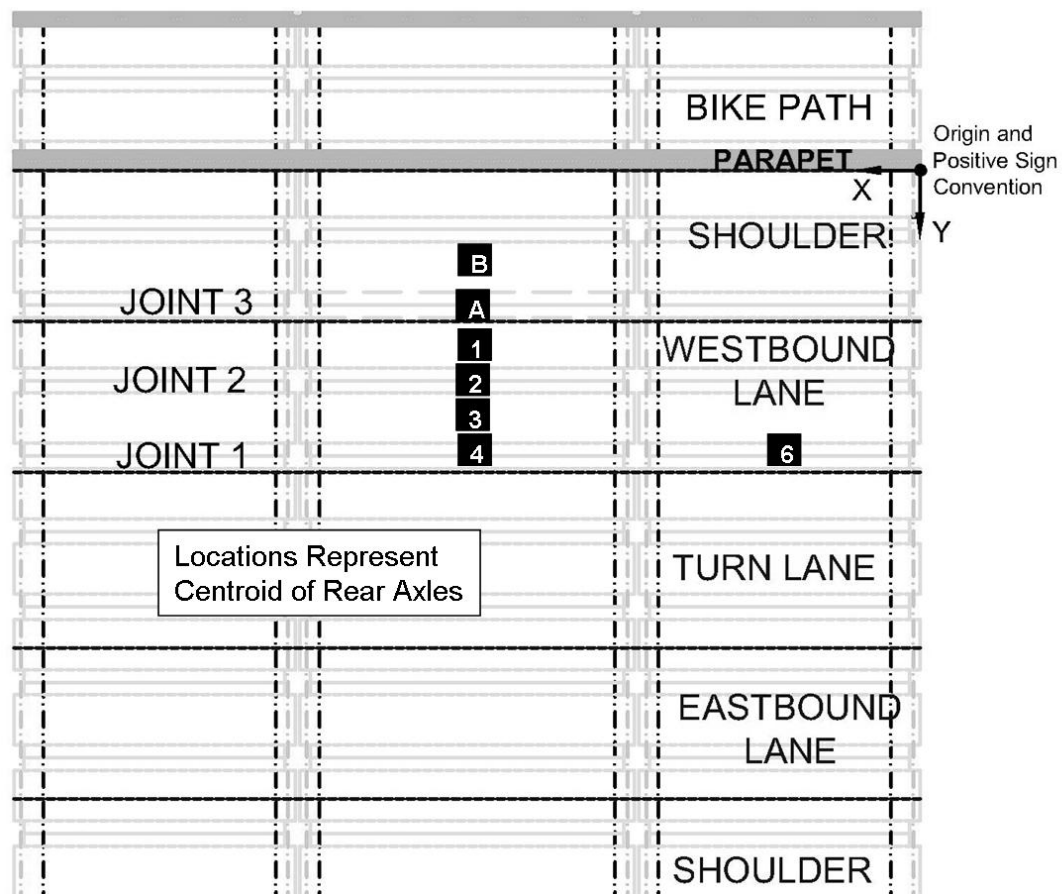 BIKE PATH
Origin and
Positive Sign
Convention
PARAPET
X
Y
SHOULDER
B
JOINT 3
A
1
WESTBOUND
LANE
JOINT 2
2
3
JOINT 1
4
6
Locations Represent
Centroid of Rear Axles
TURN LANE
EASTBOUND
LANE
SHOULDER